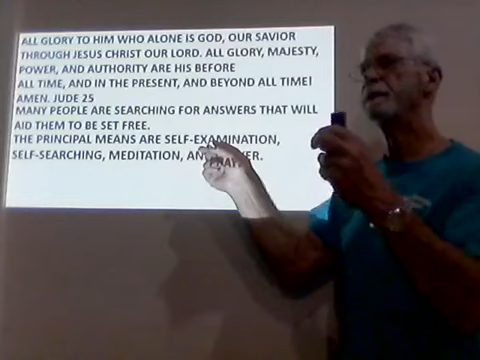 ALL GLORY TO HIM WHO ALONE IS GOD, OUR SAVIOR
THROUGH JESUS CHRIST OUR LORD. ALL GLORY, MAJESTY,
POWER, AND AUTHORITY ARE HIS BEFORE
ALL TIME, AND IN THE PRESENT, AND BEYOND ALL TIME!
AMEN. JUDE 25
MANY PEOPLE ARE SEARCHING FOR ANSWERS THAT WILL
AID THEM TO BE SET FREE.
THE PRINCIPAL MEANS ARE SELF-EXAMINATION,
SELF-SEARCHING, MEDITATION, AND PRAYER.